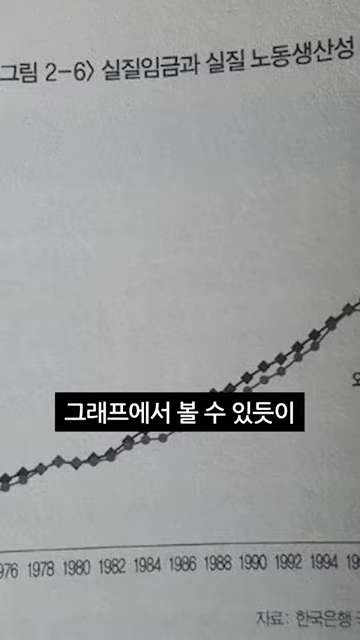 그림 2-6> 실질임금과 실질 노동생산성
그래프에서 볼 수 있듯이
976 1978 1980 1982 1984 1986 1988 1990 1992 1994 19
자료: 한국은행